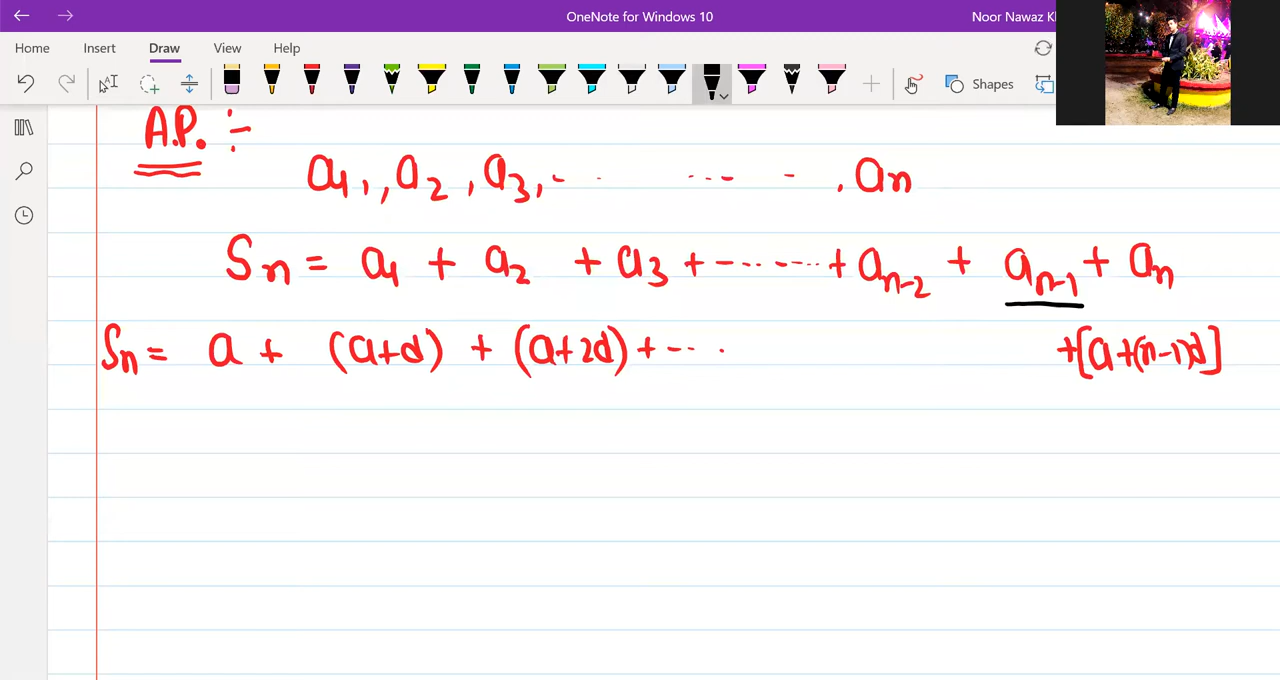 OneNote for Windows 10
Noor Nawaz Kh
Home Insert Draw View Help
Shapes
A.P. :-
a₁, a₂, a₃, - . ... - . aₙ
Sₙ = a₁ + a₂ + a₃ + ....... + aₙ₋₂ + aₙ₋₁ + aₙ
Sₙ = a + (a+d) + (a+2d) + .... +[a+(n-1)d]